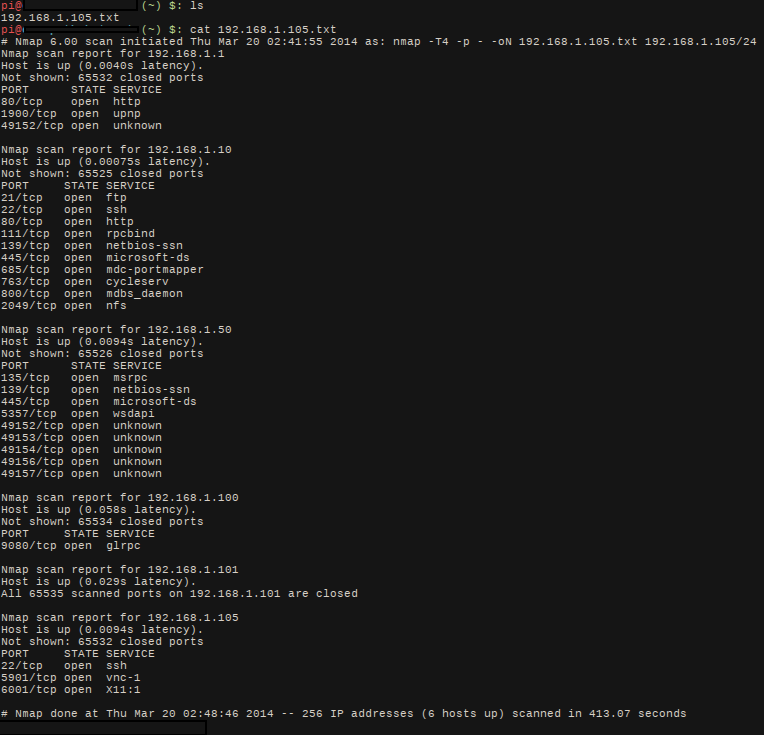 pi@ (~) $: ls
192.168.1.105.txt
pi@ (~) $: cat 192.168.1.105.txt
# Nmap 6.00 scan initiated Thu Mar 20 02:41:55 2014 as: nmap -T4 -p - -oN 192.168.1.105.txt 192.168.1.105/24
Nmap scan report for 192.168.1.1
Host is up (0.0040s latency).
Not shown: 65532 closed ports
PORT      STATE SERVICE
80/tcp    open  http
1900/tcp  open  upnp
49152/tcp open  unknown

Nmap scan report for 192.168.1.10
Host is up (0.00075s latency).
Not shown: 65525 closed ports
PORT     STATE SERVICE
21/tcp   open  ftp
22/tcp   open  ssh
80/tcp   open  http
111/tcp  open  rpcbind
139/tcp  open  netbios-ssn
445/tcp  open  microsoft-ds
685/tcp  open  mdc-portmapper
763/tcp  open  cycleserv
800/tcp  open  mdbs_daemon
2049/tcp open  nfs

Nmap scan report for 192.168.1.50
Host is up (0.0094s latency).
Not shown: 65526 closed ports
PORT      STATE SERVICE
135/tcp   open  msrpc
139/tcp   open  netbios-ssn
445/tcp   open  microsoft-ds
5357/tcp  open  wsdapi
49152/tcp open  unknown
49153/tcp open  unknown
49154/tcp open  unknown
49156/tcp open  unknown
49157/tcp open  unknown

Nmap scan report for 192.168.1.100
Host is up (0.058s latency).
Not shown: 65534 closed ports
PORT     STATE SERVICE
9080/tcp open  glrpc

Nmap scan report for 192.168.1.101
Host is up (0.029s latency).
All 65535 scanned ports on 192.168.1.101 are closed

Nmap scan report for 192.168.1.105
Host is up (0.0094s latency).
Not shown: 65532 closed ports
PORT     STATE SERVICE
22/tcp   open  ssh
5901/tcp open  vnc-1
6001/tcp open  X11:1

# Nmap done at Thu Mar 20 02:48:46 2014 -- 256 IP addresses (6 hosts up) scanned in 413.07 seconds